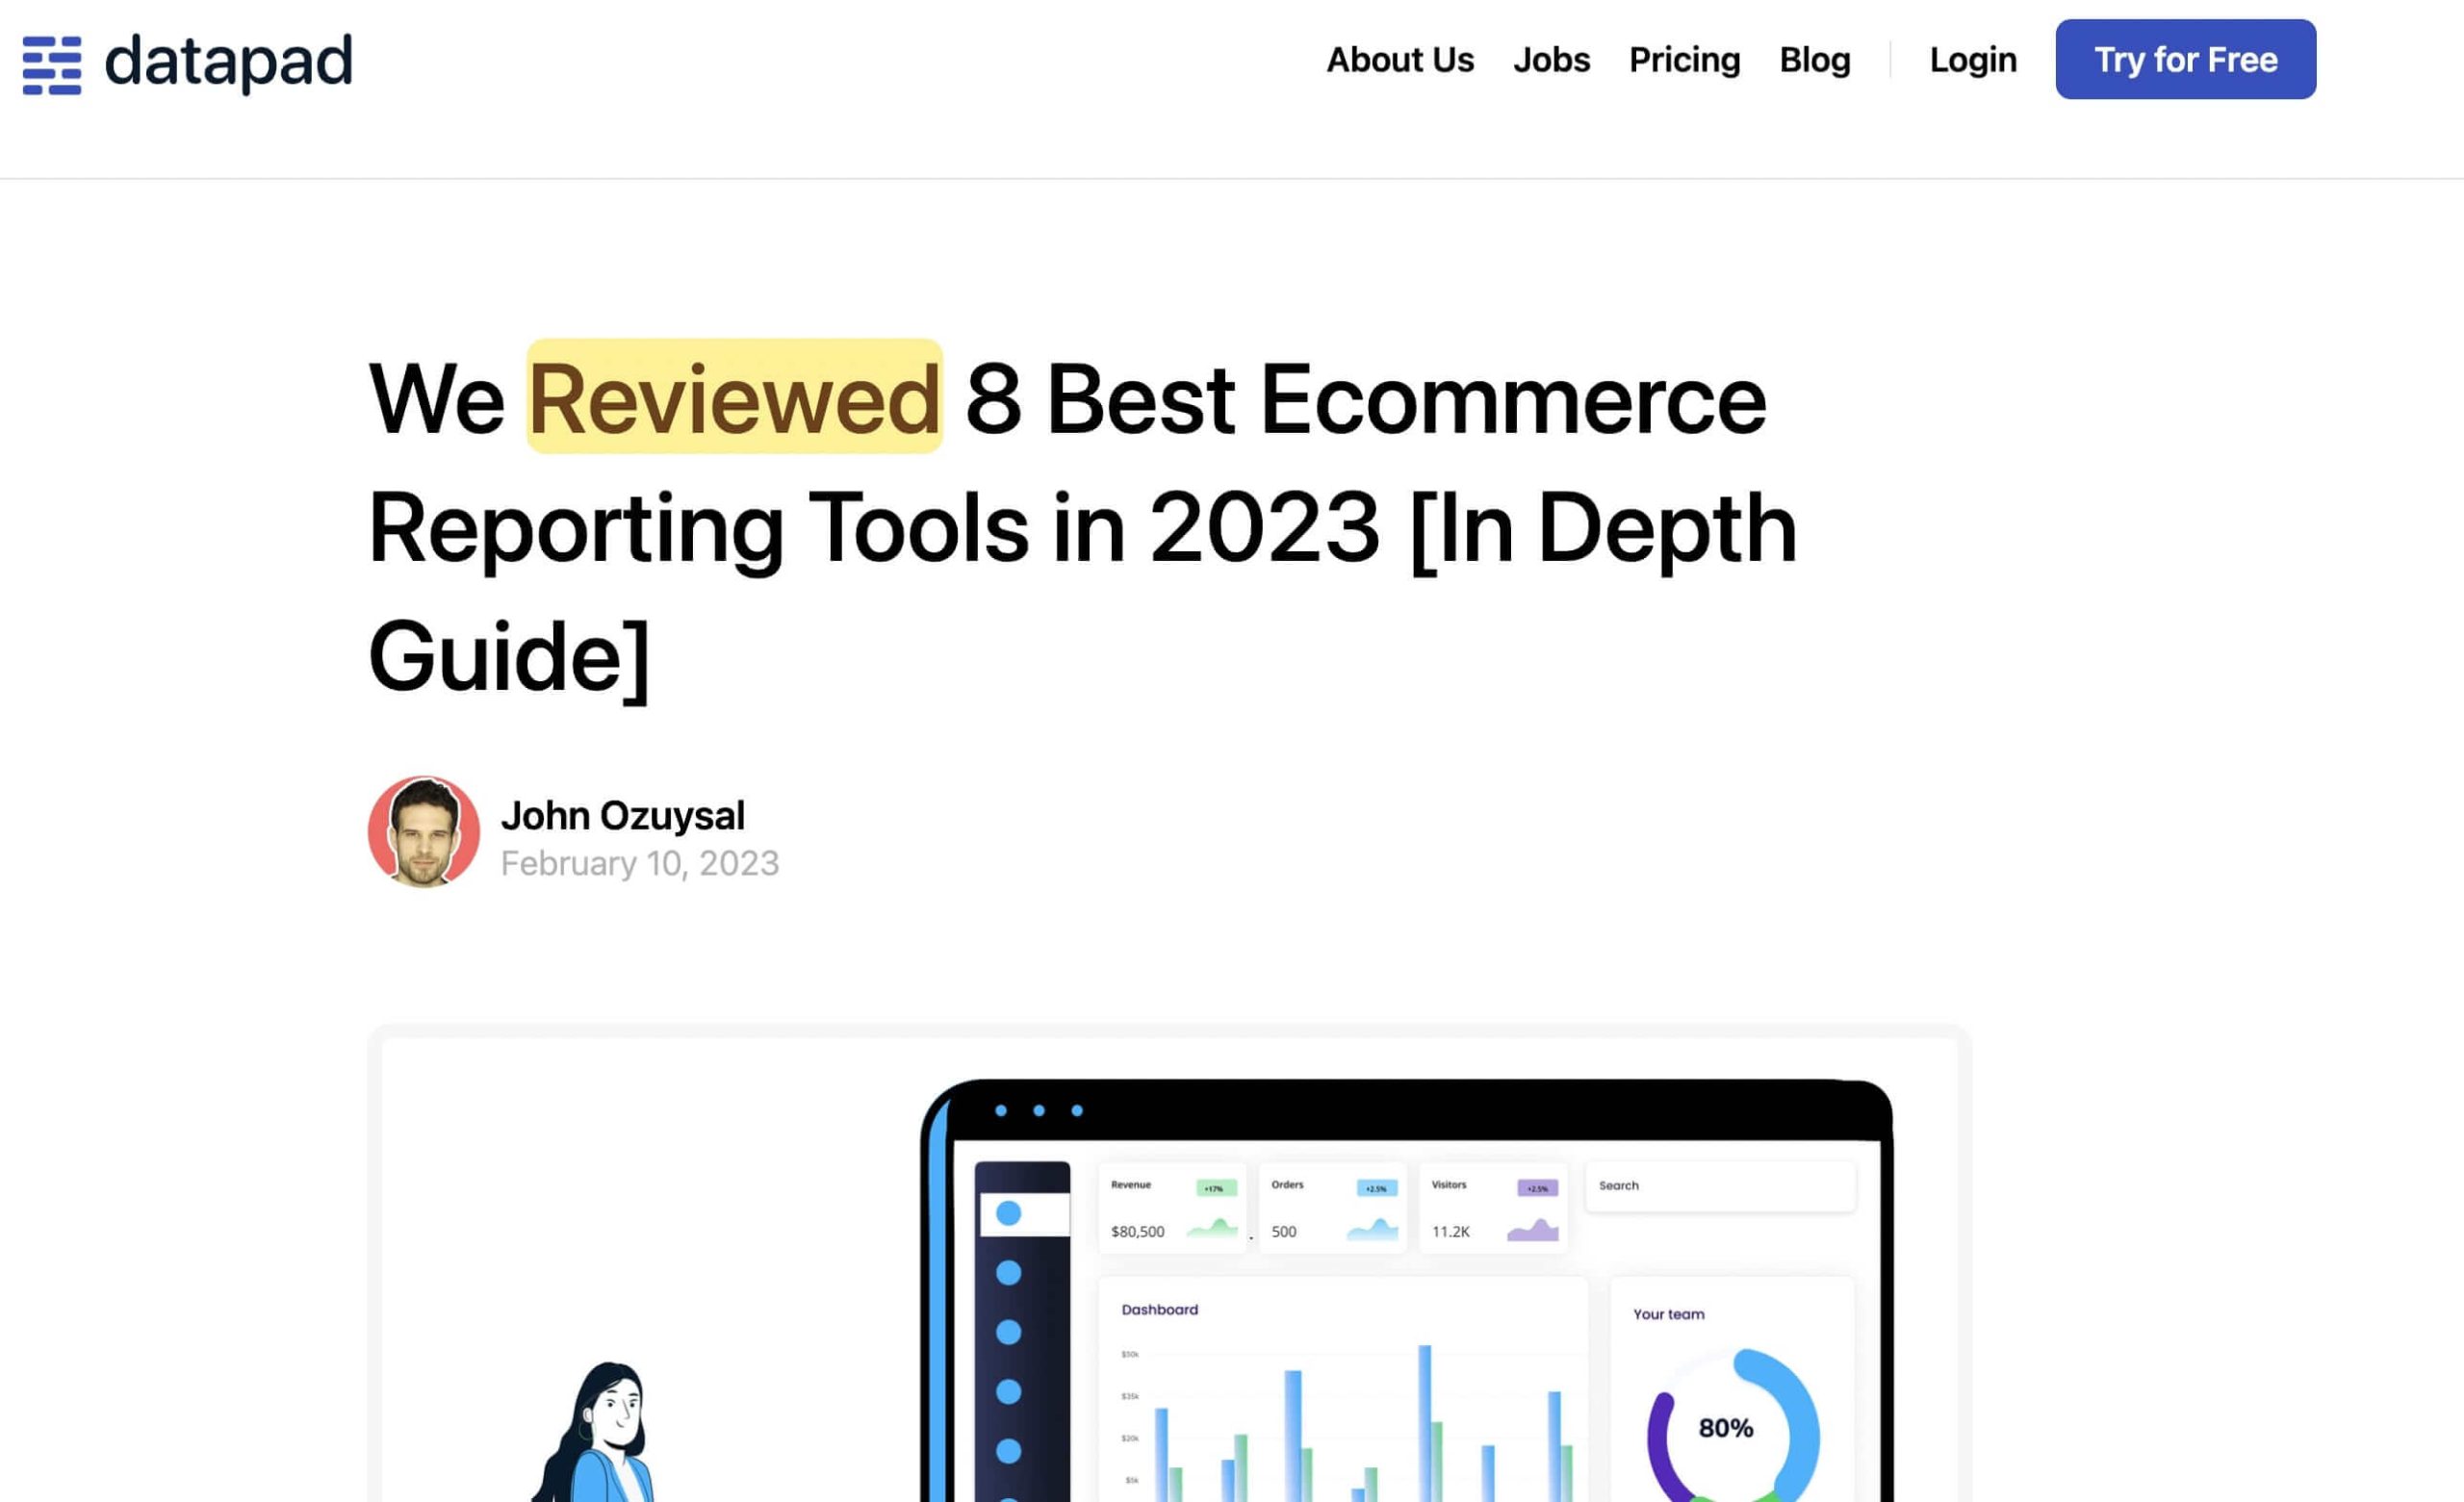 datapad
About Us Jobs Pricing Blog Login Try for Free
We Reviewed 8 Best Ecommerce
Reporting Tools in 2023 [In Depth
Guide]
John Ozuysal
February 10, 2023
Revenue +17% Orders +2.5% Visitors +2.5% Search
$80,500 500 11.2K
Dashboard
Your team
$50k
$35k
$20k
$5k
80%